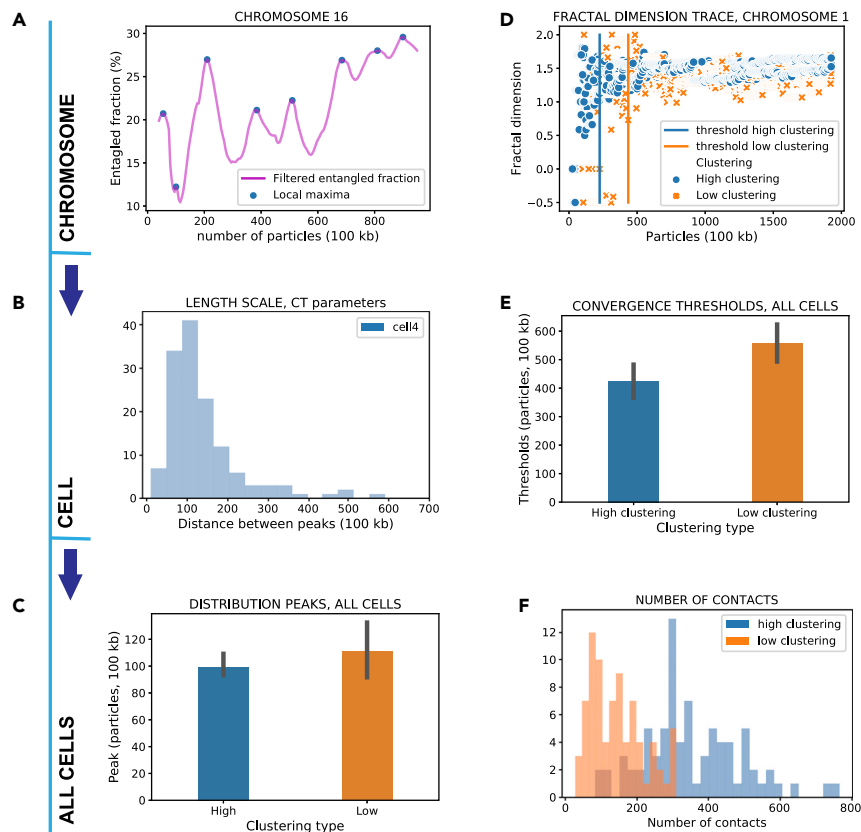 CHROMOSOME
CELL
ALL CELLS
A
CHROMOSOME 16
Entagled fraction (%)
30
25
20
15
10
Filtered entangled fraction
Local maxima
0
200
400
600
800
1000
number of particles (100 kb)
B
LENGTH SCALE, CT parameters
40
30
20
10
0
cell4
0
100
200
300
400
500
600
700
Distance between peaks (100 kb)
C
DISTRIBUTION PEAKS, ALL CELLS
Peak (particles, 100 kb)
120
100
80
60
40
20
0
High
Low
Clustering type
D
FRACTAL DIMENSION TRACE, CHROMOSOME 1
Fractal dimension
2.0
1.5
1.0
0.5
0.0
−0.5
threshold high clustering
threshold low clustering
Clustering
High clustering
Low clustering
0
500
1000
1500
2000
Particles (100 kb)
E
CONVERGENCE THRESHOLDS, ALL CELLS
Thresholds (particles, 100 kb)
600
500
400
300
200
100
0
High clustering
Low clustering
Clustering type
F
NUMBER OF CONTACTS
12
10
8
6
4
2
0
high clustering
low clustering
0
200
400
600
800
Number of contacts